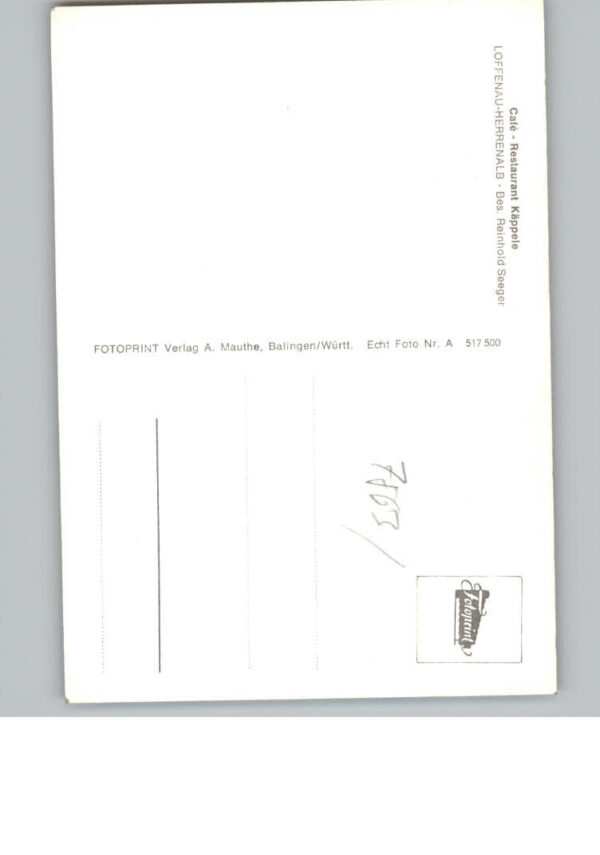 Café - Restaurant Käppele
LOFFENAU-HERRENALB · Bes. Reinhold Seeger
FOTOPRINT Verlag A. Mauthe, Balingen/Württ. Echt Foto Nr. A 517 500
7563/
Fotoprint